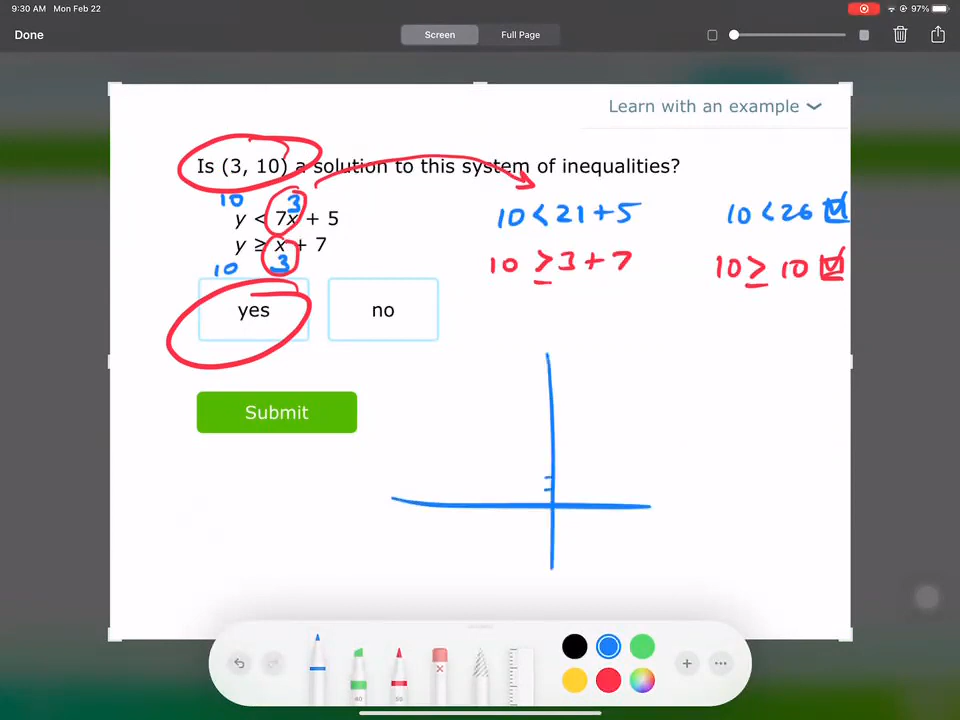 9:30 AM Mon Feb 22
97%
Done
Screen
Full Page
Learn with an example
Is (3, 10) a solution to this system of inequalities?
10 3
y < 7x + 5
10 < 21 + 5
10 < 26
y ≥ x + 7
10 ≥ 3 + 7
10 ≥ 10
10 3
yes
no
Submit
40
50